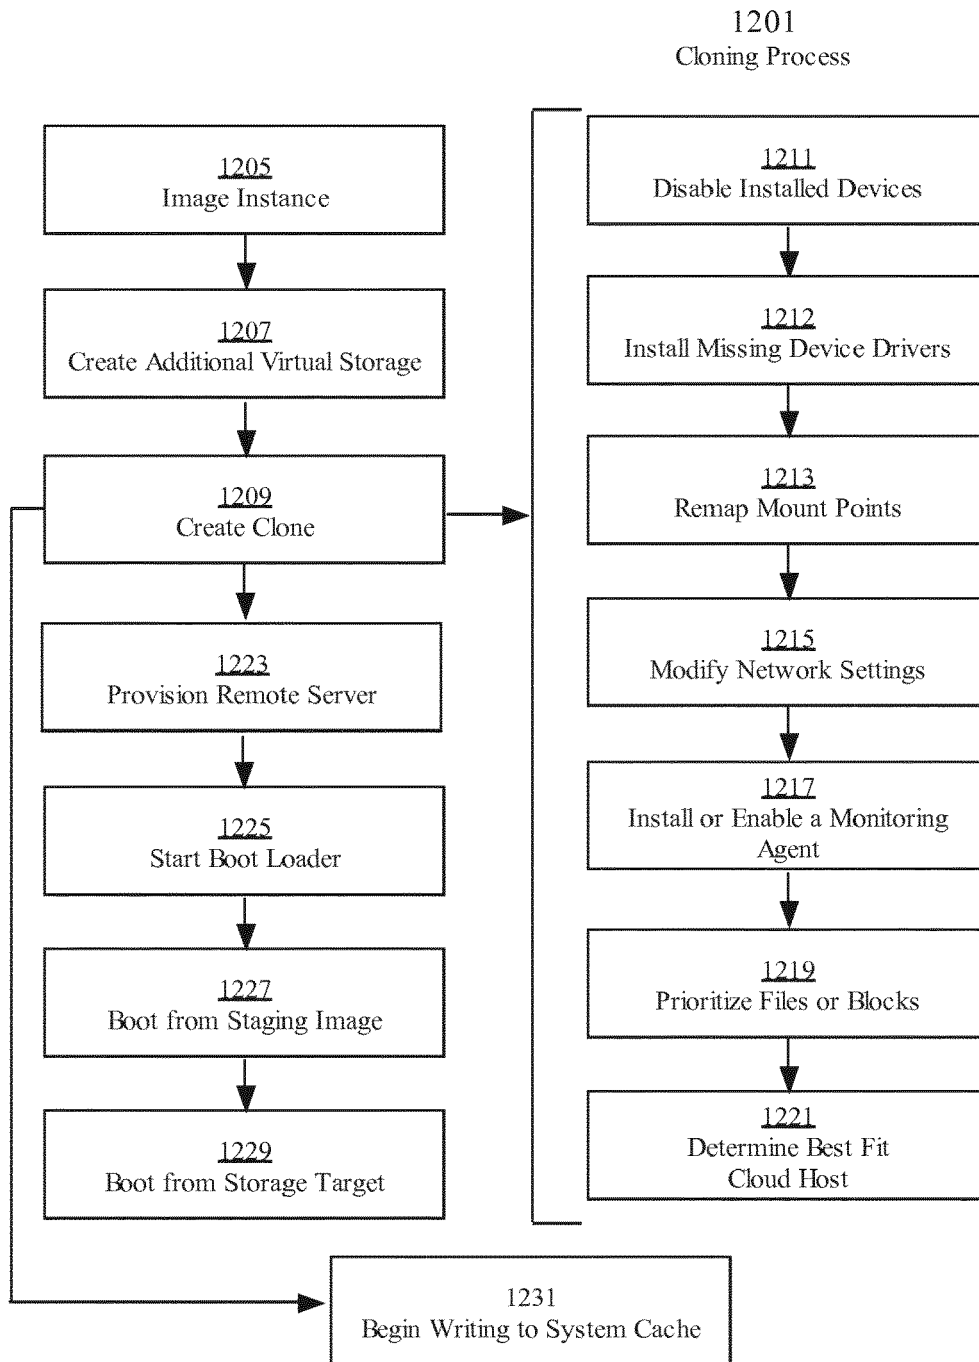 1201
Cloning Process
1205
Image Instance
1207
Create Additional Virtual Storage
1209
Create Clone
1223
Provision Remote Server
1225
Start Boot Loader
1227
Boot from Staging Image
1229
Boot from Storage Target
1211
Disable Installed Devices
1212
Install Missing Device Drivers
1213
Remap Mount Points
1215
Modify Network Settings
1217
Install or Enable a Monitoring
Agent
1219
Prioritize Files or Blocks
1221
Determine Best Fit
Cloud Host
1231
Begin Writing to System Cache